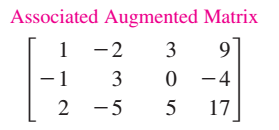 Associated Augmented Matrix
1 −2 3 9
−1 3 0 −4
2 −5 5 17